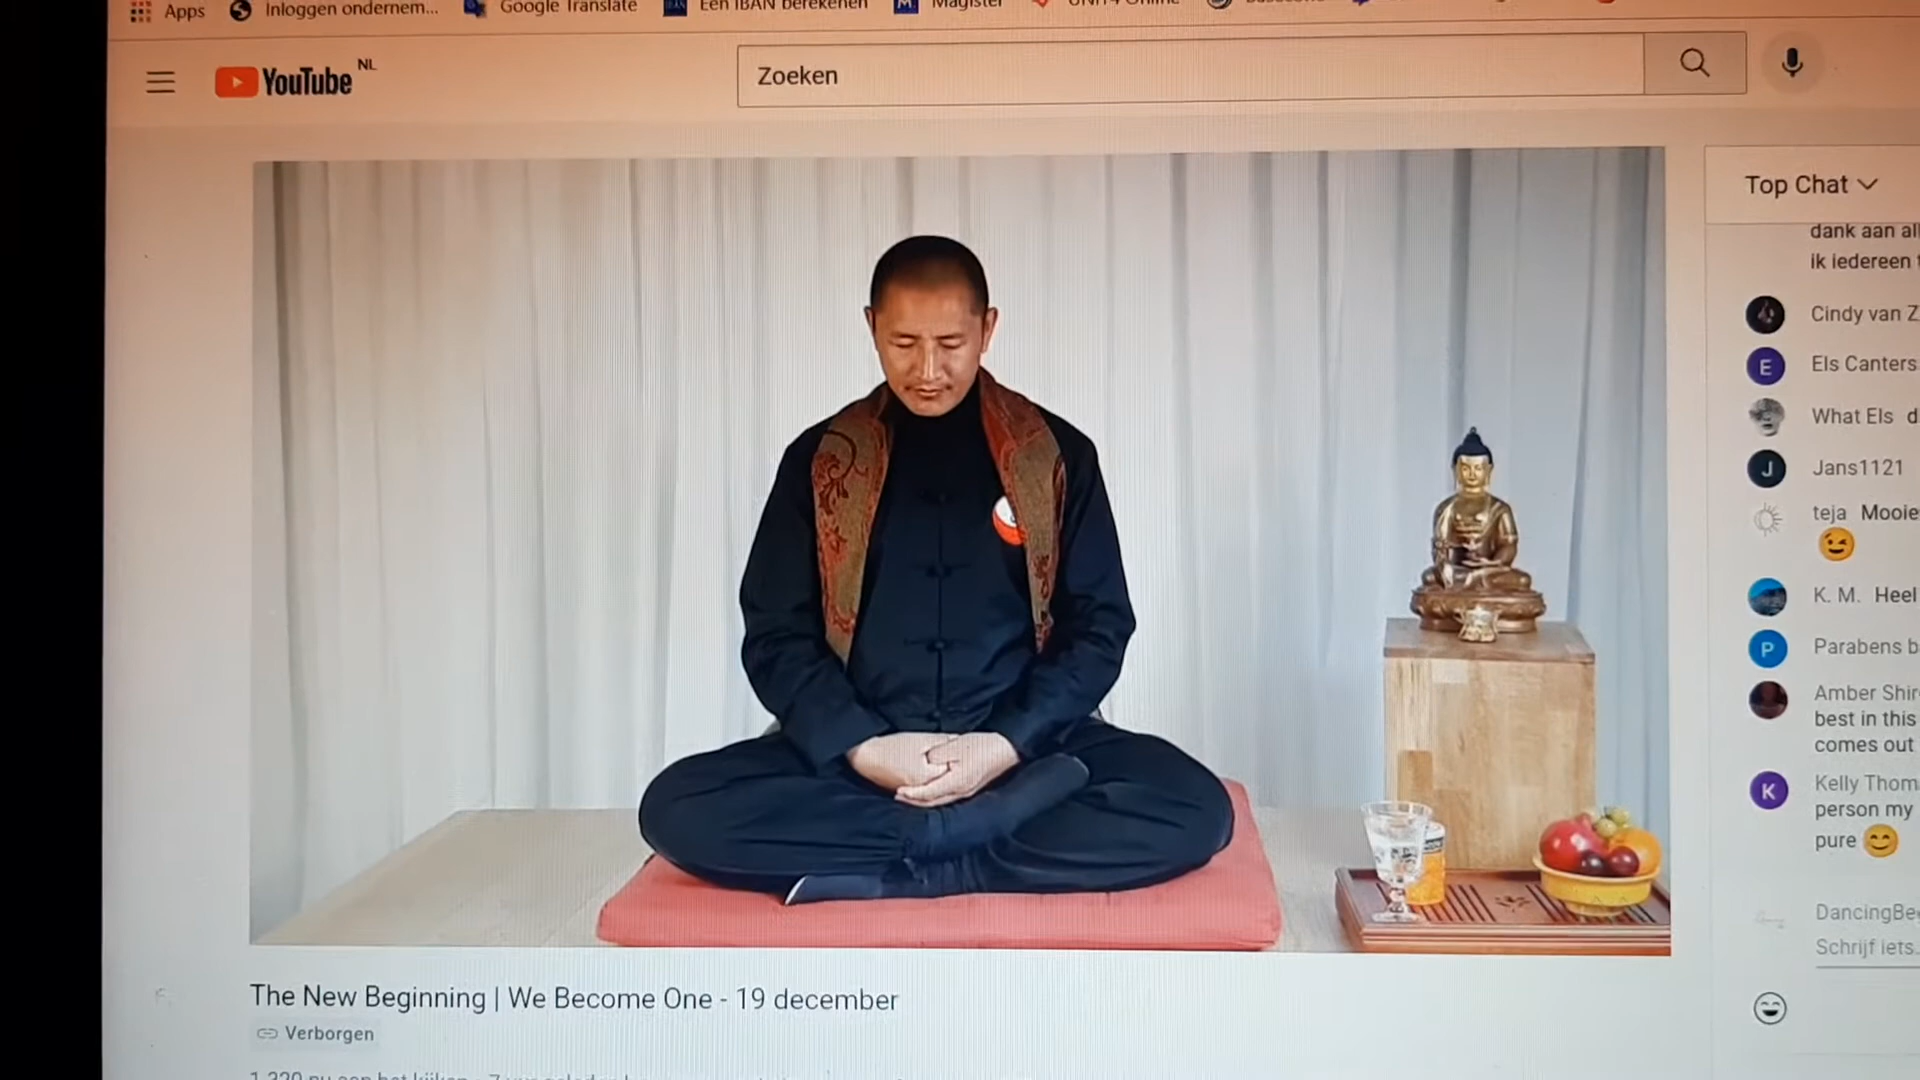 Apps
Inloggen ondernem...
Google Translate
Een IBAN berekenen
Magister
YouTube NL
Zoeken
Top Chat
dank aan al
ik iedereen
Cindy van Z
E
Els Canters
What Els d
J
Jans1121
teja Mooie
K. M. Heel
P
Parabens b
Amber Shir
best in this
comes out
K
Kelly Thom
person my
pure
DancingBe
Schrijf iets..
The New Beginning | We Become One - 19 december
Verborgen